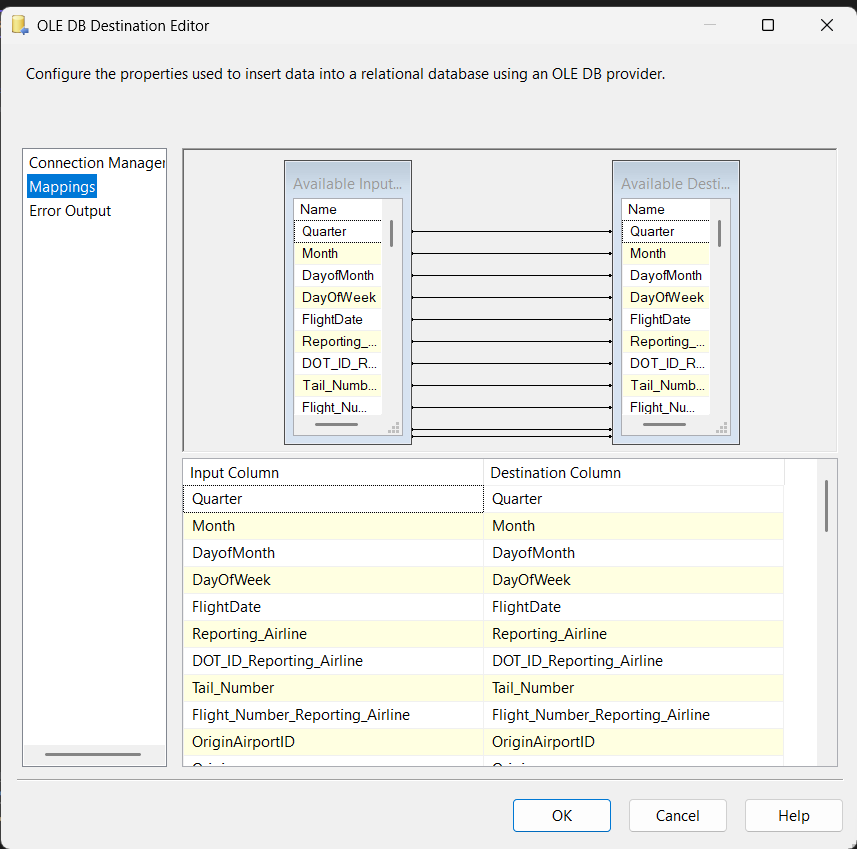 OLE DB Destination Editor
Configure the properties used to insert data into a relational database using an OLE DB provider.
Connection Manager
Mappings
Error Output
Available Input...
Name
Quarter
Month
DayofMonth
DayOfWeek
FlightDate
Reporting_...
DOT_ID_R...
Tail_Numb...
Flight_Nu...
Available Desti...
Name
Quarter
Month
DayofMonth
DayOfWeek
FlightDate
Reporting_...
DOT_ID_R...
Tail_Numb...
Flight_Nu...
Input Column Destination Column
Quarter Quarter
Month Month
DayofMonth DayofMonth
DayOfWeek DayOfWeek
FlightDate FlightDate
Reporting_Airline Reporting_Airline
DOT_ID_Reporting_Airline DOT_ID_Reporting_Airline
Tail_Number Tail_Number
Flight_Number_Reporting_Airline Flight_Number_Reporting_Airline
OriginAirportID OriginAirportID
OK Cancel Help